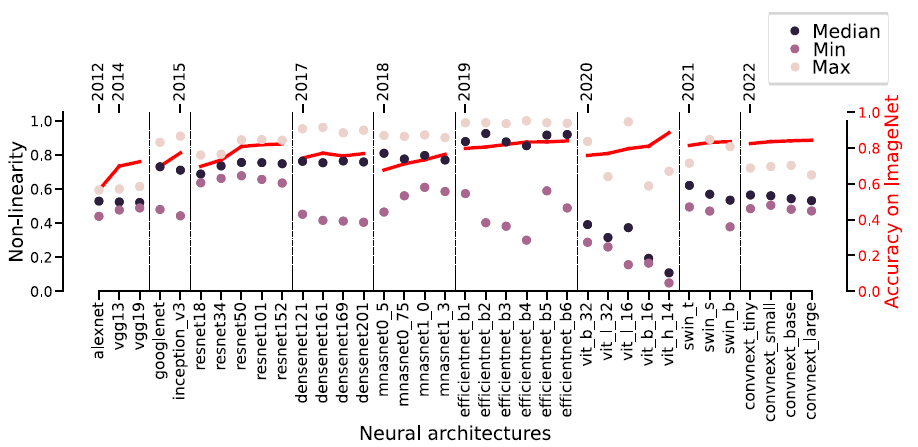 Median
Min
Max
2012
2014
2015
2017
2018
2019
2020
2021
2022
Non-linearity
1.0
0.8
0.6
0.4
0.2
0.0
1.0
0.8
0.6
0.4
0.2
0.0
Accuracy on ImageNet
alexnet
vgg13
vgg19
googlenet
inception_v3
resnet18
resnet34
resnet50
resnet101
resnet152
densenet121
densenet161
densenet169
densenet201
mnasnet0_5
mnasnet0_75
mnasnet1_0
mnasnet1_3
efficientnet_b1
efficientnet_b2
efficientnet_b3
efficientnet_b4
efficientnet_b5
efficientnet_b6
vit_b_32
vit_l_32
vit_l_16
vit_b_16
vit_h_14
swin_t
swin_s
swin_b
convnext_tiny
convnext_small
convnext_base
convnext_large
Neural architectures